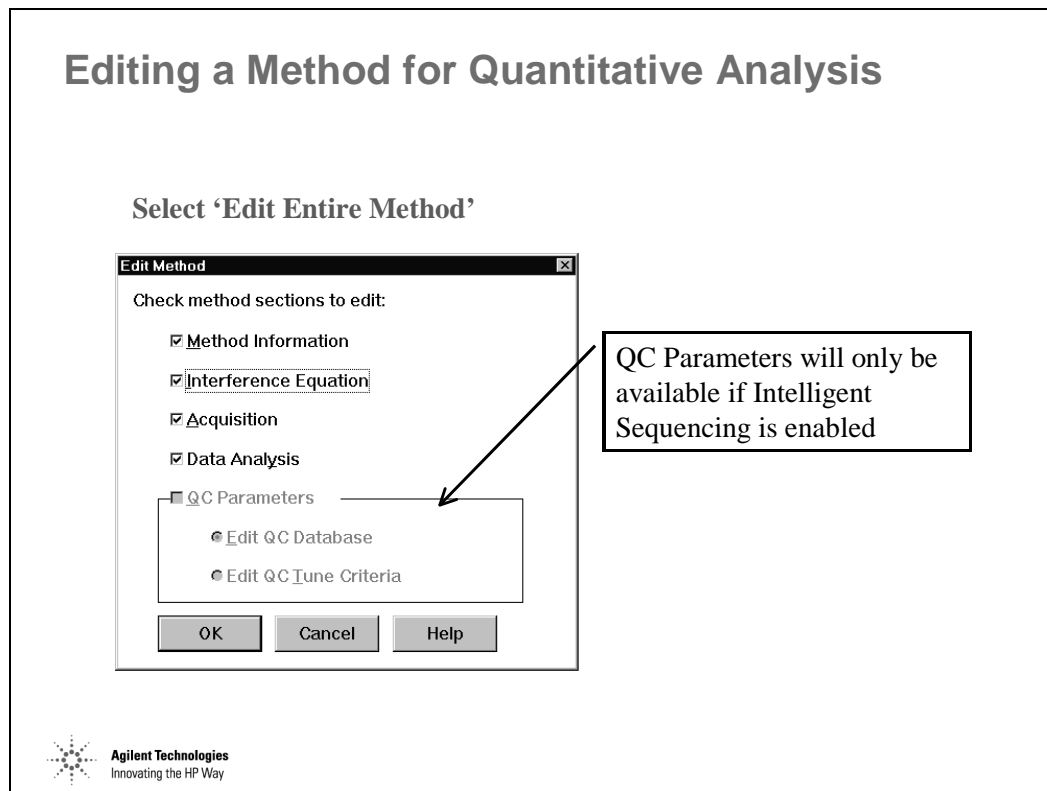 Editing a Method for Quantitative Analysis
Select ‘Edit Entire Method’
Edit Method
Check method sections to edit:
Method Information
Interference Equation
Acquisition
Data Analysis
QC Parameters
Edit QC Database
Edit QC Tune Criteria
OK Cancel Help
QC Parameters will only be
available if Intelligent
Sequencing is enabled
Agilent Technologies
Innovating the HP Way